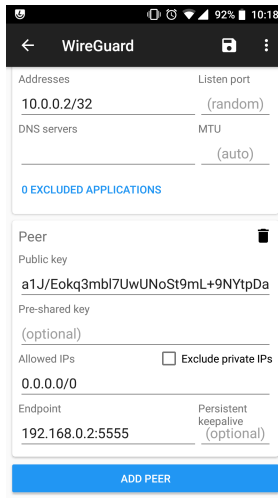 92% 10:18
WireGuard
Addresses Listen port
10.0.0.2/32 (random)
DNS servers MTU
(auto)
0 EXCLUDED APPLICATIONS
Peer
Public key
a1J/Eokq3mbl7UwUNoSt9mL+9NYtpDa
Pre-shared key
(optional)
Allowed IPs Exclude private IPs
0.0.0.0/0
Endpoint Persistent keepalive
192.168.0.2:5555 (optional)
ADD PEER